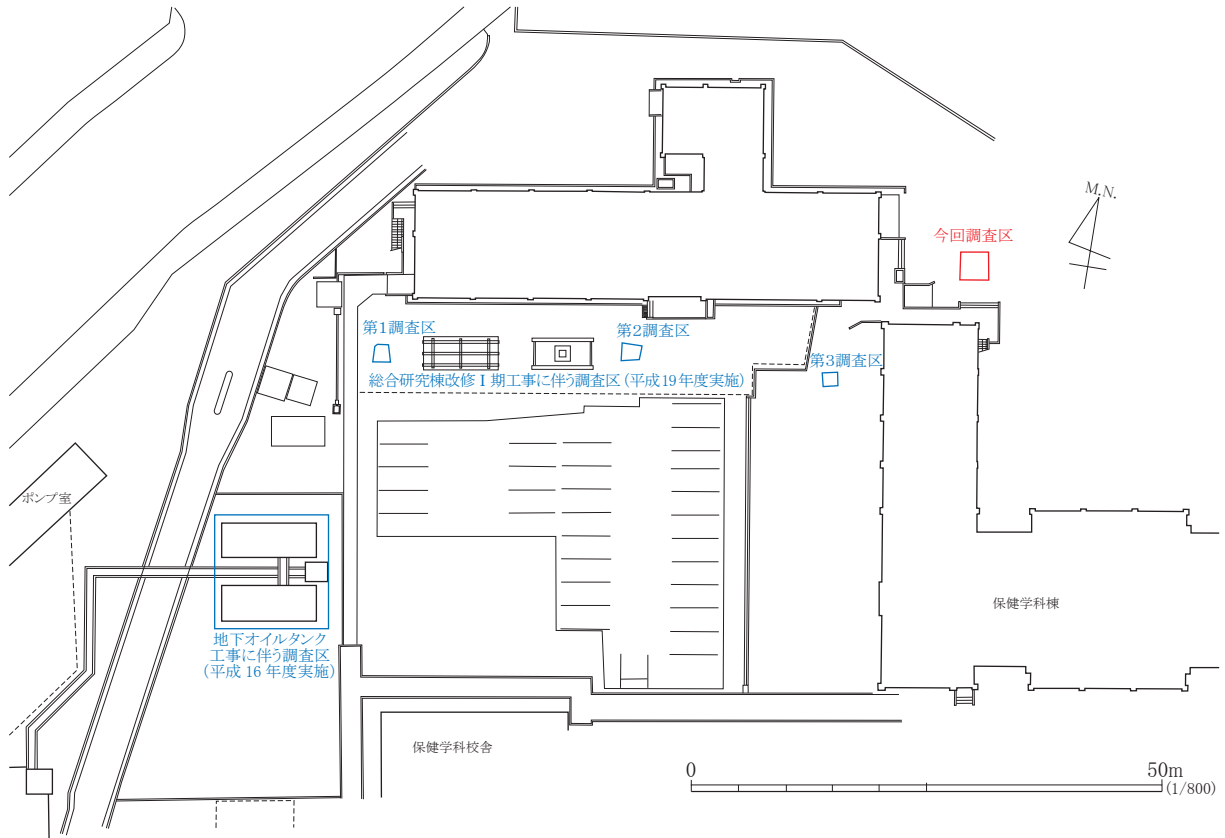 M.N.
今回調査区
第1調査区
第2調査区
第3調査区
総合研究棟改修Ⅰ期工事に伴う調査区(平成19年度実施)
ポンプ室
保健学科棟
地下オイルタンク
工事に伴う調査区
(平成16年度実施)
保健学科校舎
0
50m
(1/800)